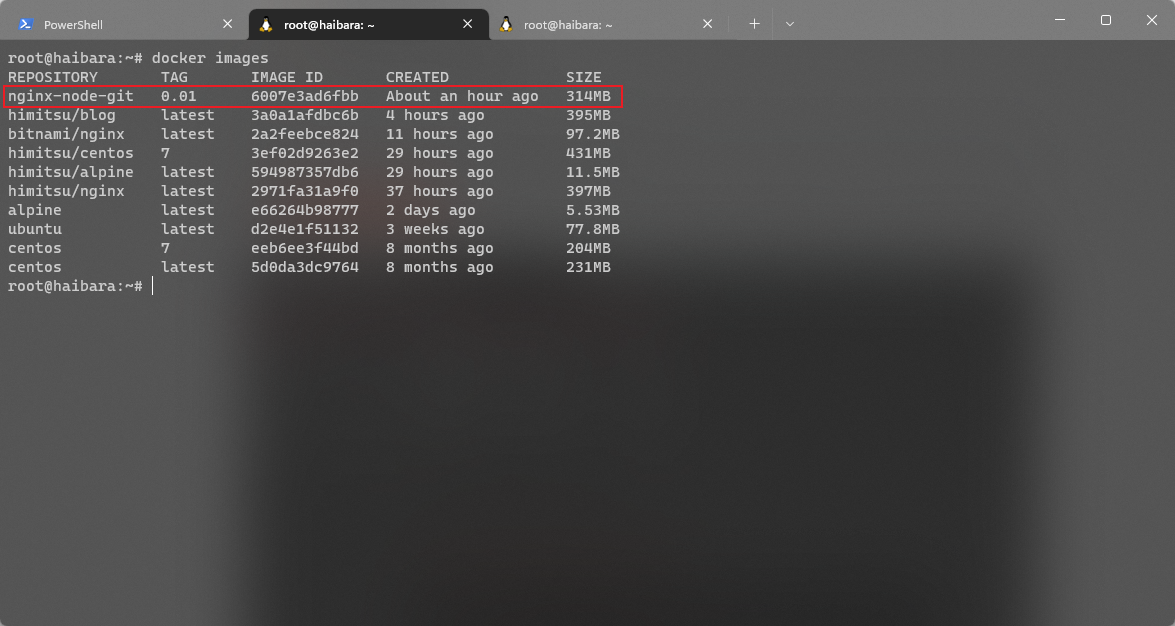 PowerShell
root@haibara: ~
root@haibara: ~
root@haibara:~# docker images
REPOSITORY TAG IMAGE ID CREATED SIZE
nginx-node-git 0.01 6007e3ad6fbb About an hour ago 314MB
himitsu/blog latest 3a0a1afdbc6b 4 hours ago 395MB
bitnami/nginx latest 2a2feebce824 11 hours ago 97.2MB
himitsu/centos 7 3ef02d9263e2 29 hours ago 431MB
himitsu/alpine latest 594987357db6 29 hours ago 11.5MB
himitsu/nginx latest 2971fa31a9f0 37 hours ago 397MB
alpine latest e66264b98777 2 days ago 5.53MB
ubuntu latest d2e4e1f51132 3 weeks ago 77.8MB
centos 7 eeb6ee3f44bd 8 months ago 204MB
centos latest 5d0da3dc9764 8 months ago 231MB
root@haibara:~#